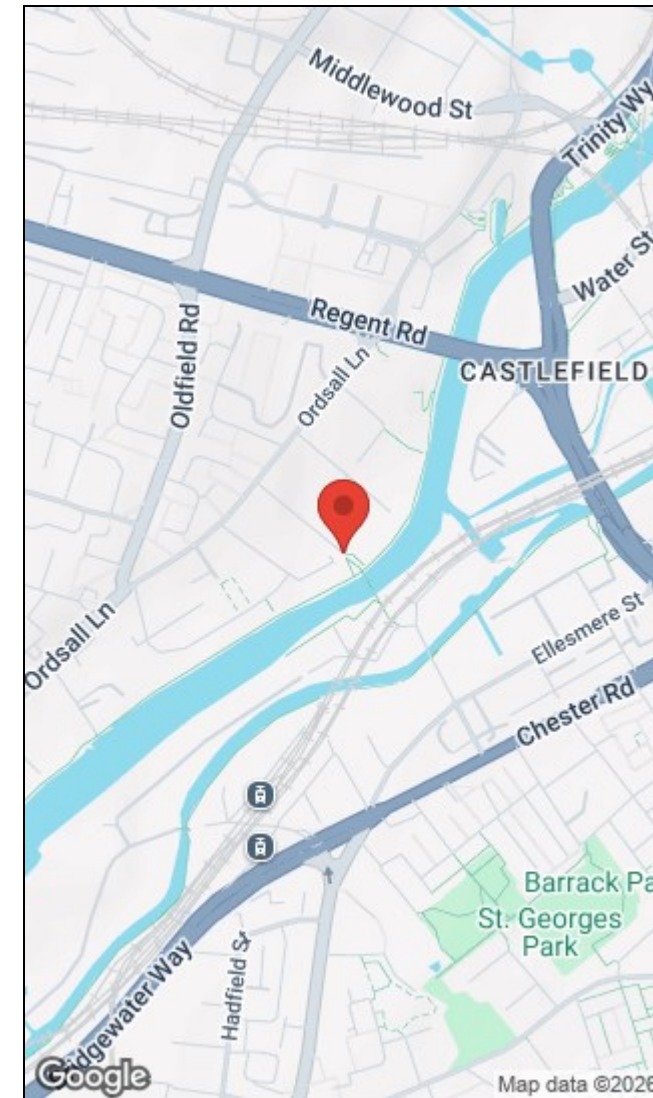 Middlewood St
Trinity Wy
Water St
Regent Rd
Oldfield Rd
Ordsall Ln
CASTLEFIELD
Ordsall Ln
Ellesmere St
Chester Rd
Barrack Pa
St. Georges
Park
Hadfield St
ridgewater Way
Google
Map data ©2026